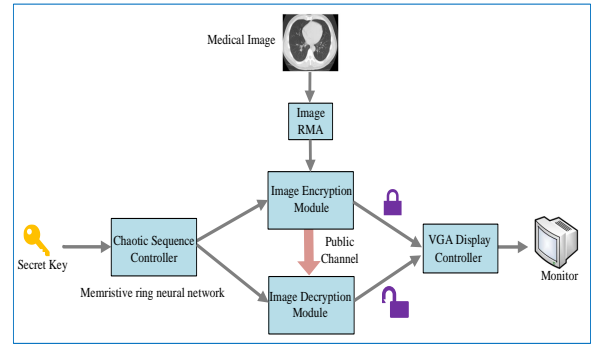 Medical Image
Image
RMA
Image Encryption
Module
Secret Key
Chaotic Sequence
Controller
Public
Channel
VGA Display
Controller
Monitor
Memristive ring neural network
Image Decryption
Module